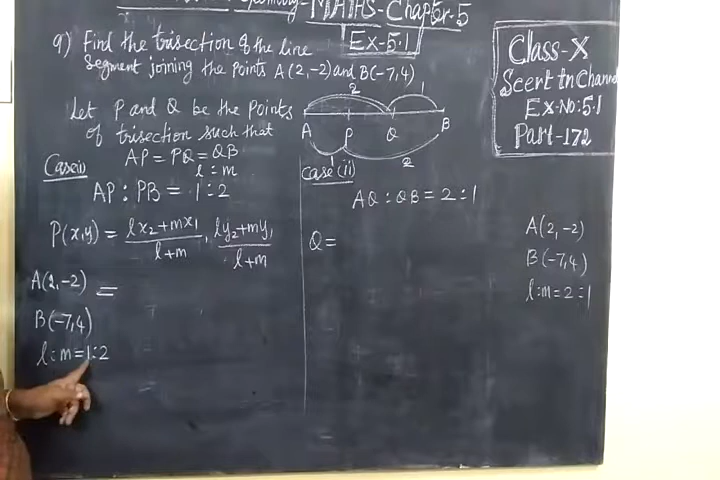 Geometry-MATHS-Chapter.5
Ex-5.1
9) Find the trisection of the line
segment joining the points A(2,-2) and B(-7,4)
Let P and Q be the points
of trisection such that
AP = PQ = QB
Case(i) l : m
AP : PB = 1 : 2
P(x,y) = lx2+mx1/l+m, ly2+my1/l+m
A(2,-2) =
B(-7,4)
l : m = 1:2
2 1
A P Q B
1 2
case (ii)
AQ : QB = 2 : 1
Q =
Class-X
Scert tn Channel
Ex.No:5.1
Part-172
A(2,-2)
B(-7,4)
l:m = 2:1